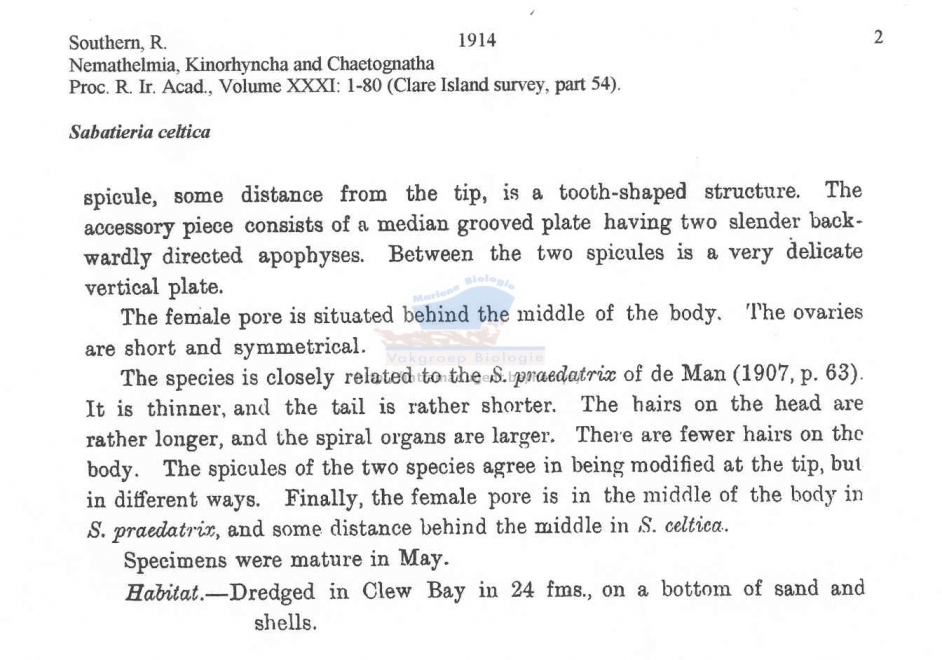 Southern, R. 1914 2
Nemathelmia, Kinorhyncha and Chaetognatha
Proc. R. Ir. Acad., Volume XXXI: 1-80 (Clare Island survey, part 54).
Sabatieria celtica
spicule, some distance from the tip, is a tooth-shaped structure. The
accessory piece consists of a median grooved plate having two slender back-
wardly directed apophyses. Between the two spicules is a very delicate
vertical plate.
Mariene Biologie
The female pore is situated behind the middle of the body. The ovaries
are short and symmetrical.
Vakgroep Biologie
The species is closely related to the S. praedatrix of de Man (1907, p. 63).
It is thinner, and the tail is rather shorter. The hairs on the head are
rather longer, and the spiral organs are larger. There are fewer hairs on the
body. The spicules of the two species agree in being modified at the tip, but
in different ways. Finally, the female pore is in the middle of the body in
S. praedatrix, and some distance behind the middle in S. celtica.
Specimens were mature in May.
Habitat.—Dredged in Clew Bay in 24 fms., on a bottom of sand and
shells.